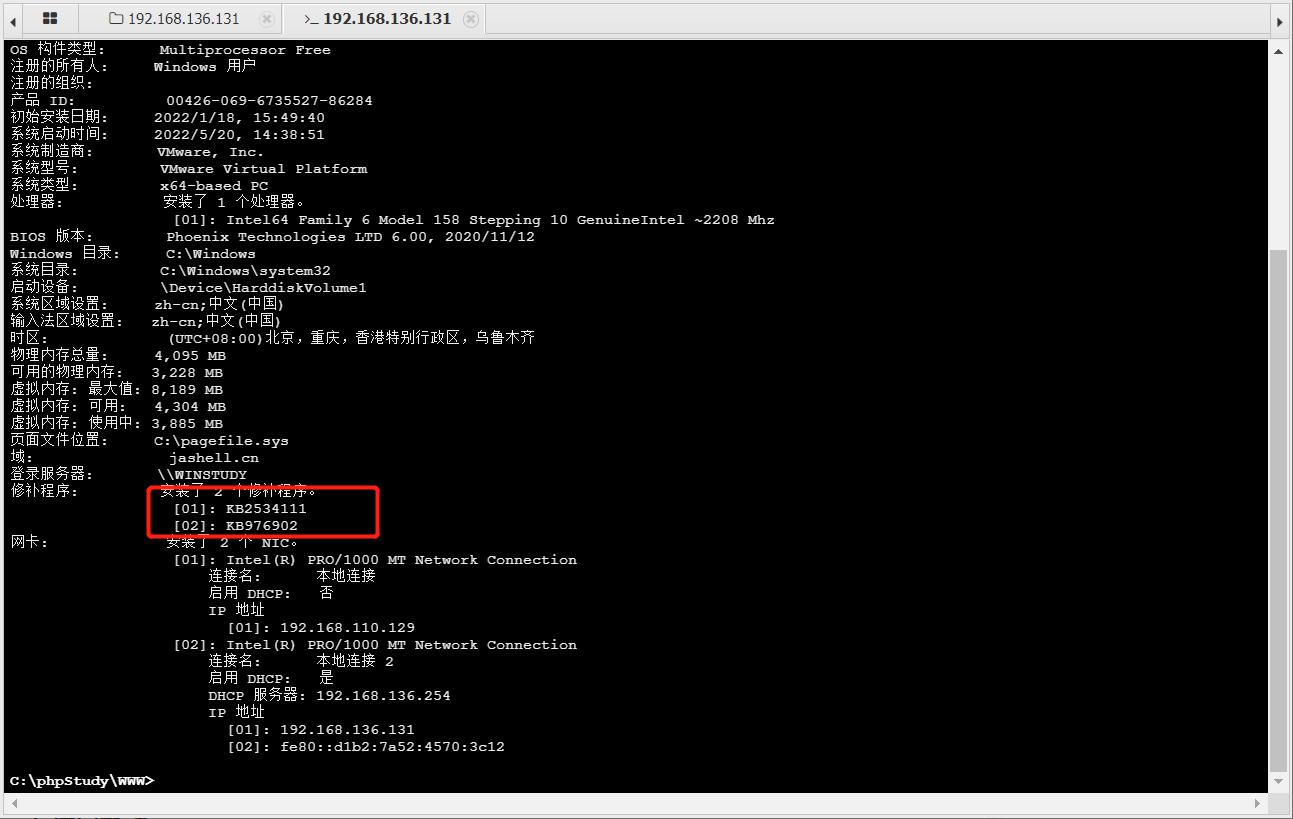 192.168.136.131
>_ 192.168.136.131
OS 构件类型: Multiprocessor Free
注册的所有人: Windows 用户
注册的组织:
产品 ID: 00426-069-6735527-86284
初始安装日期: 2022/1/18, 15:49:40
系统启动时间: 2022/5/20, 14:38:51
系统制造商: VMware, Inc.
系统型号: VMware Virtual Platform
系统类型: x64-based PC
处理器: 安装了 1 个处理器。
[01]: Intel64 Family 6 Model 158 Stepping 10 GenuineIntel ~2208 Mhz
BIOS 版本: Phoenix Technologies LTD 6.00, 2020/11/12
Windows 目录: C:\Windows
系统目录: C:\Windows\system32
启动设备: \Device\HarddiskVolume1
系统区域设置: zh-cn;中文(中国)
输入法区域设置: zh-cn;中文(中国)
时区: (UTC+08:00)北京，重庆，香港特别行政区，乌鲁木齐
物理内存总量: 4,095 MB
可用的物理内存: 3,228 MB
虚拟内存: 最大值: 8,189 MB
虚拟内存: 可用: 4,304 MB
虚拟内存: 使用中: 3,885 MB
页面文件位置: C:\pagefile.sys
域: jashell.cn
登录服务器: \\WINSTUDY
修补程序: 安装了 2 个修补程序。
[01]: KB2534111
[02]: KB976902
网卡: 安装了 2 个 NIC。
[01]: Intel(R) PRO/1000 MT Network Connection
连接名: 本地连接
启用 DHCP: 否
IP 地址
[01]: 192.168.110.129
[02]: Intel(R) PRO/1000 MT Network Connection
连接名: 本地连接 2
启用 DHCP: 是
DHCP 服务器: 192.168.136.254
IP 地址
[01]: 192.168.136.131
[02]: fe80::d1b2:7a52:4570:3c12
C:\phpStudy\WWW>